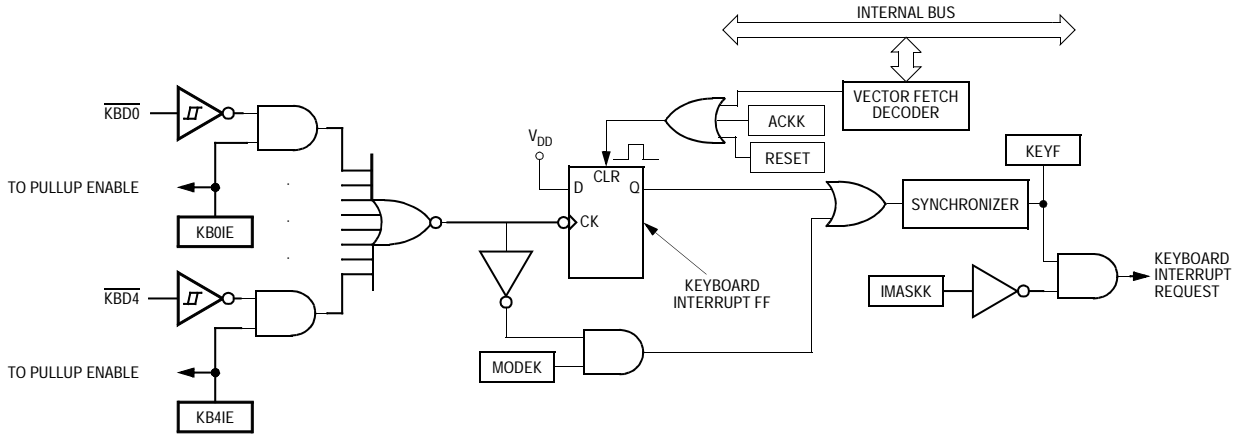 INTERNAL BUS
VECTOR FETCH
DECODER
ACKK
RESET
KBD0
TO PULLUP ENABLE
KB0IE
KBD4
TO PULLUP ENABLE
KB4IE
VDD
CLR
D
Q
CK
KEYBOARD
INTERRUPT FF
MODEK
SYNCHRONIZER
KEYF
IMASKK
KEYBOARD
INTERRUPT
REQUEST